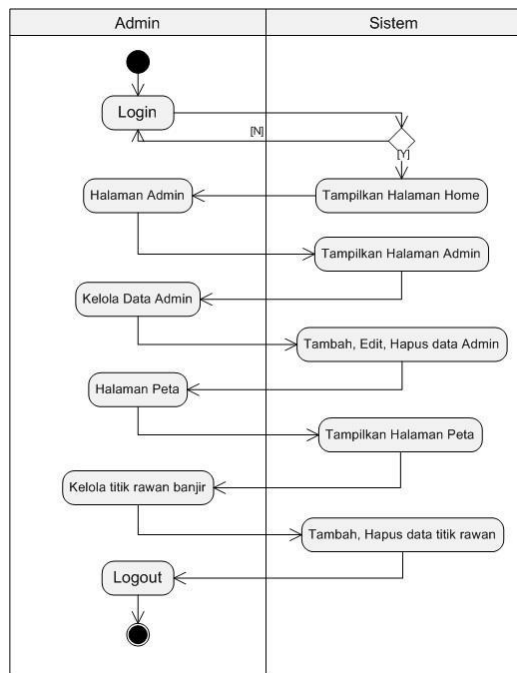 Admin
Sistem
Login
[N]
[Y]
Halaman Admin
Tampilkan Halaman Home
Tampilkan Halaman Admin
Kelola Data Admin
Tambah, Edit, Hapus data Admin
Halaman Peta
Tampilkan Halaman Peta
Kelola titik rawan banjir
Tambah, Hapus data titik rawan
Logout